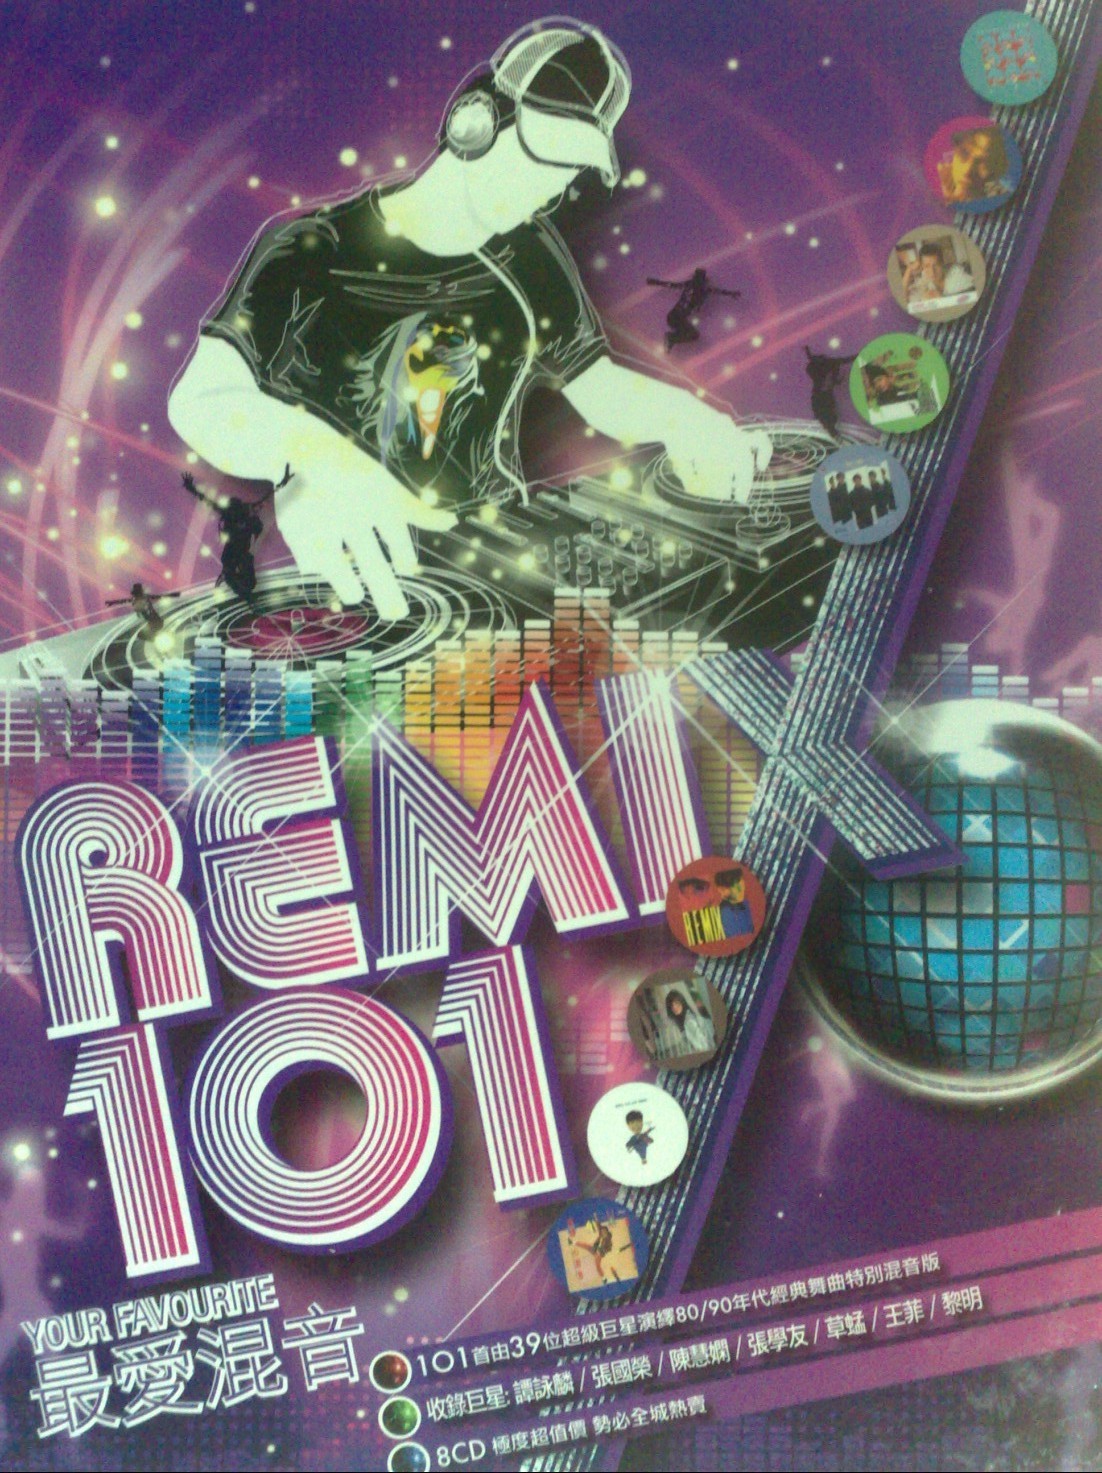 REMIX
REMIX
101
YOUR FAVOURITE
最愛混音
101首由39位超級巨星演繹80/90年代經典舞曲特別混音版
收錄巨星: 譚詠麟 / 張國榮 / 陳慧嫻 / 張學友 / 草蜢 / 王菲 / 黎明
8CD 極度超值價 勢必全城熱賣